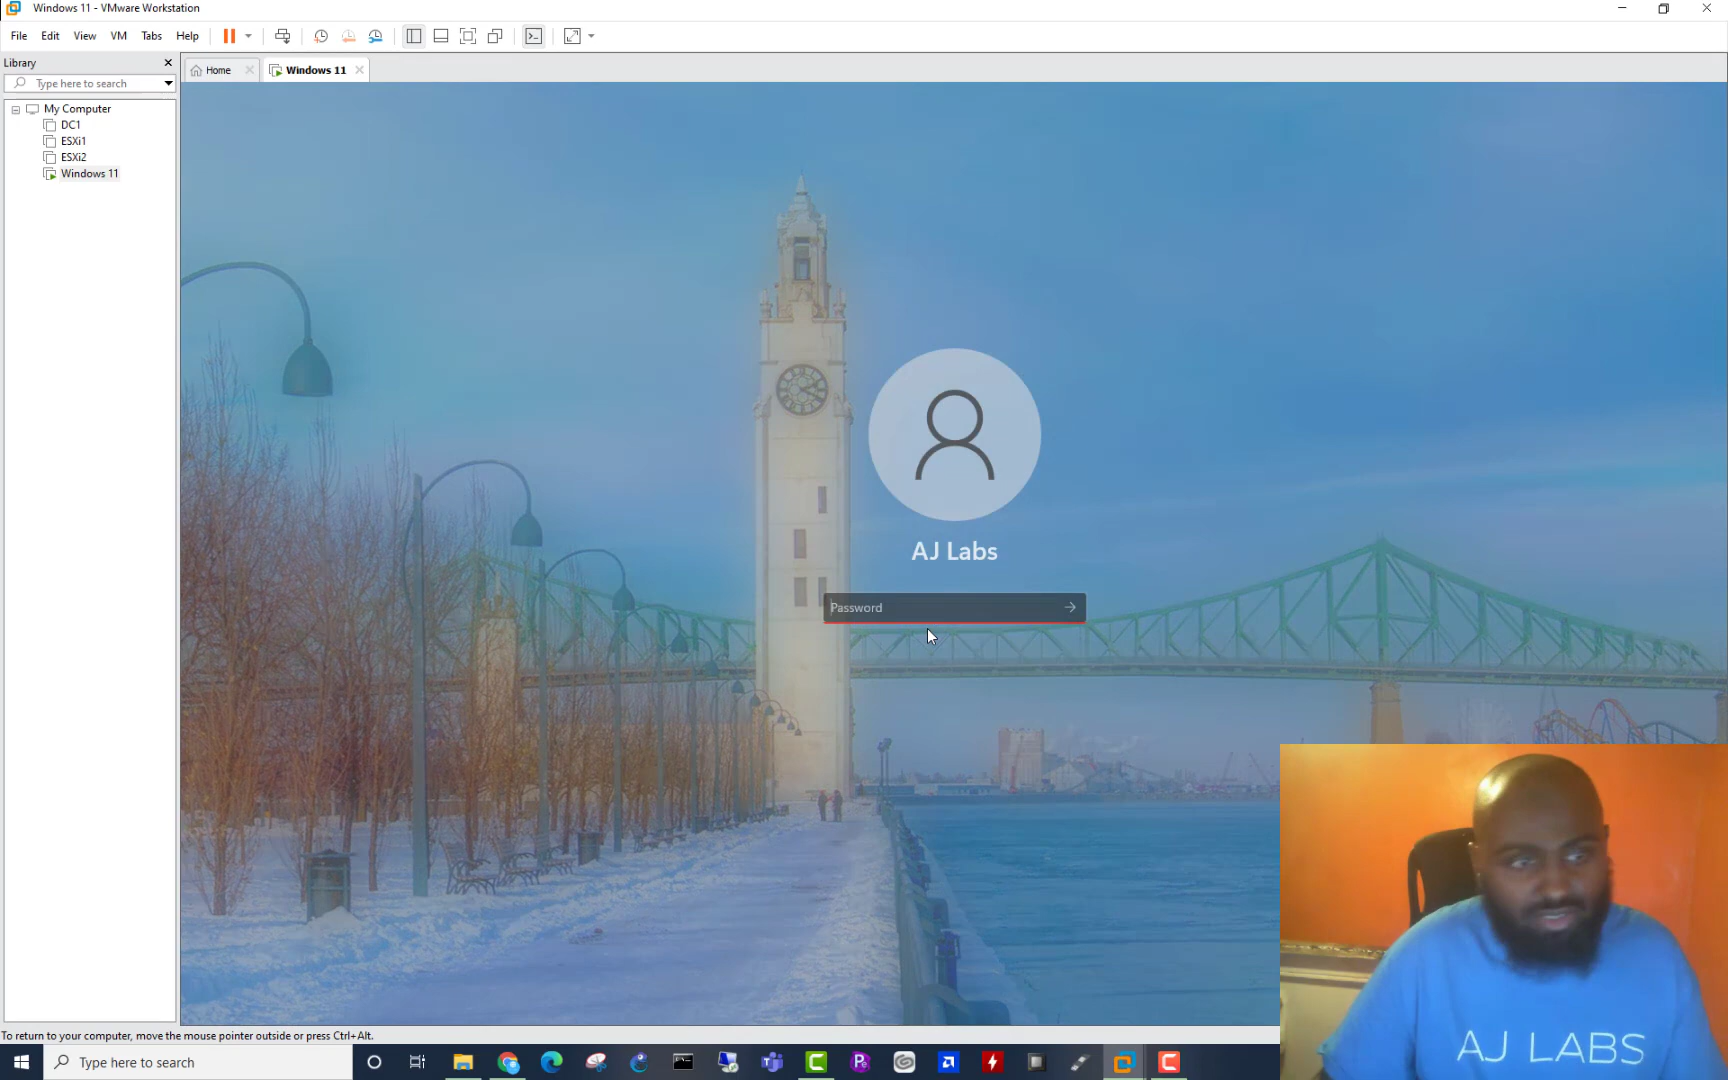 Windows 11 - VMware Workstation
File Edit View VM Tabs Help
Library
Type here to search
Home Windows 11
My Computer
DC1
ESXi1
ESXi2
Windows 11
AJ Labs
Password
AJ LABS
To return to your computer, move the mouse pointer outside or press Ctrl+Alt.
Type here to search